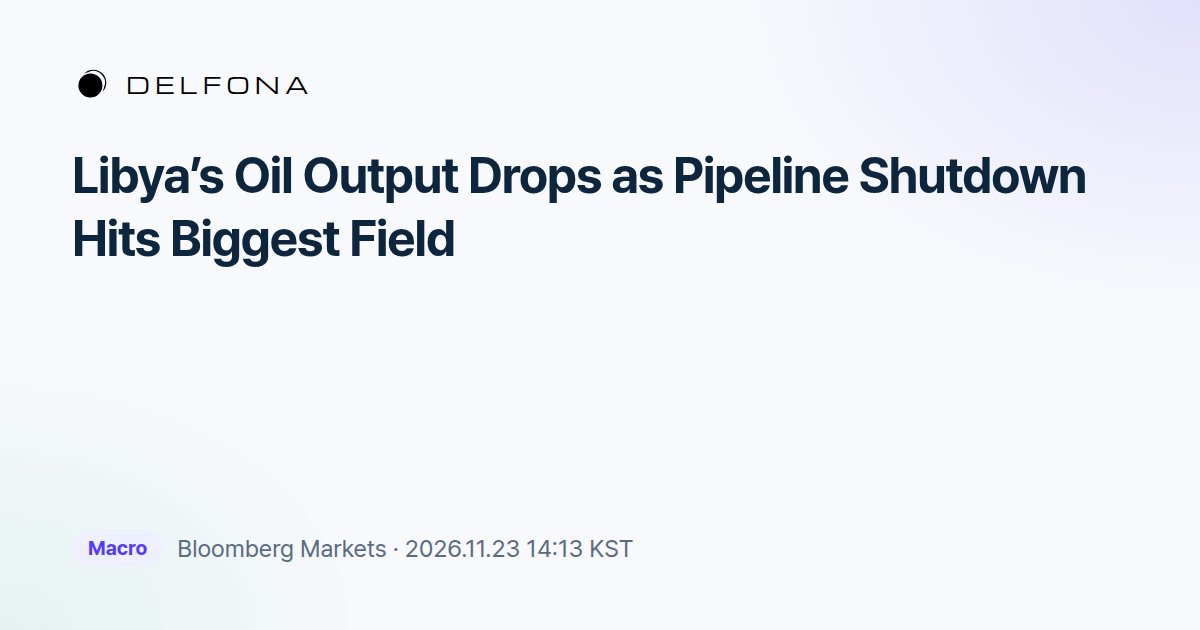 DELFONA
Libya’s Oil Output Drops as Pipeline Shutdown
Hits Biggest Field
Macro Bloomberg Markets · 2026.11.23 14:13 KST